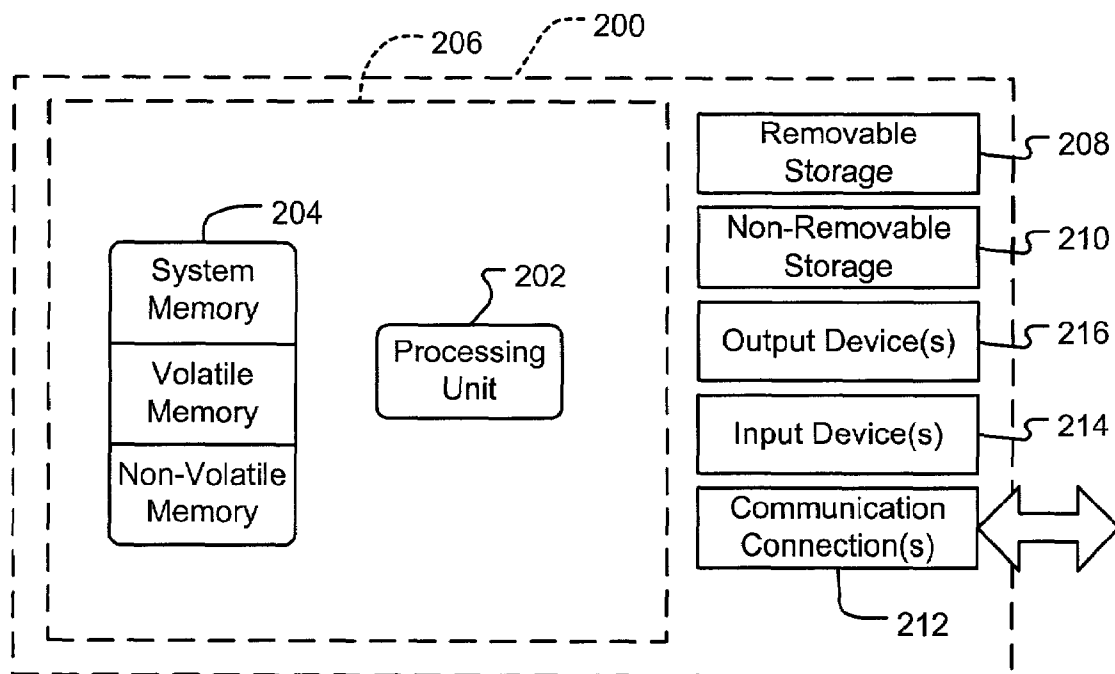 200
206
Removable
Storage
208
204
Non-Removable
Storage
210
System
Memory
202
Output Device(s)
216
Processing
Unit
Volatile
Memory
Input Device(s)
214
Non-Volatile
Memory
Communication
Connection(s)
212